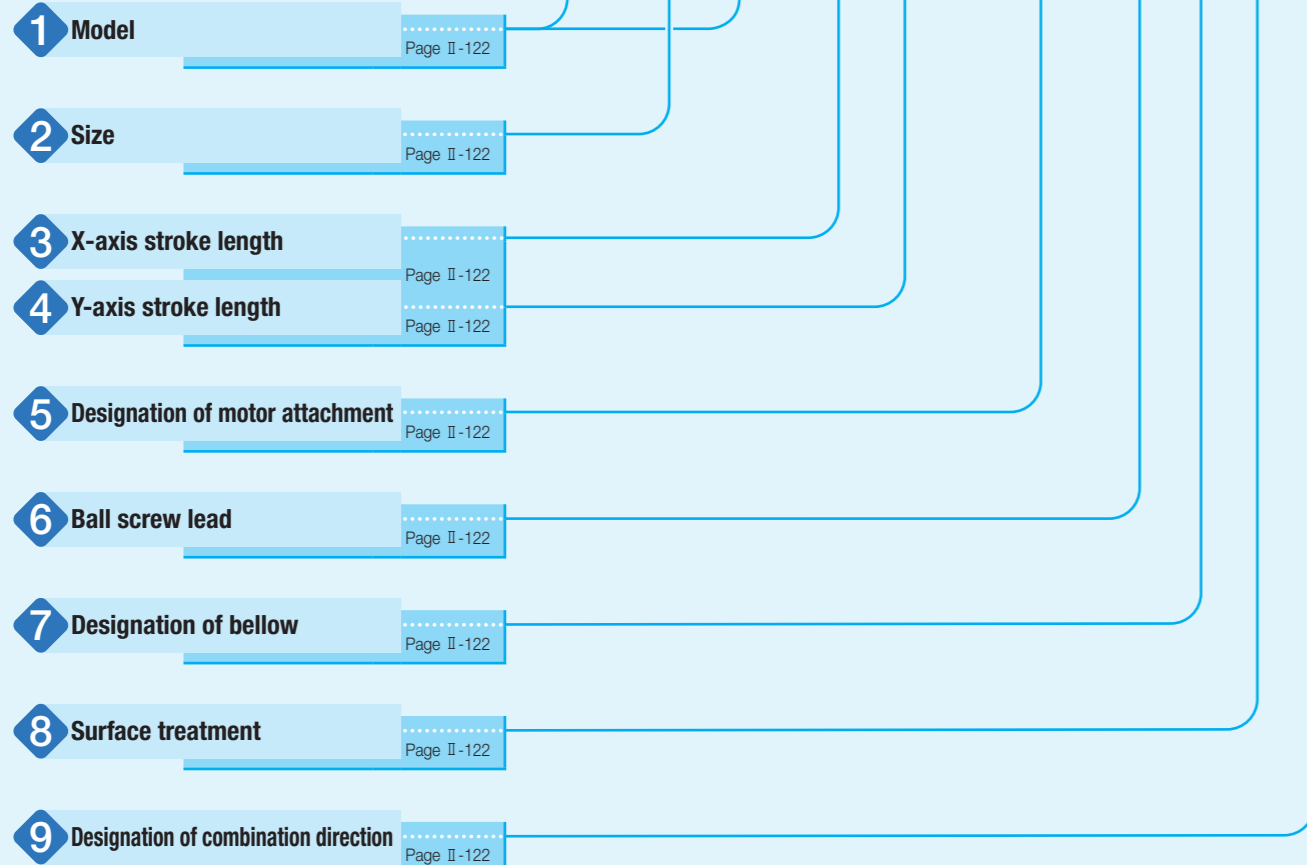 1 Model
Page Ⅱ-122
2 Size
Page Ⅱ-122
3 X-axis stroke length
Page Ⅱ-122
4 Y-axis stroke length
Page Ⅱ-122
5 Designation of motor attachment
Page Ⅱ-122
6 Ball screw lead
Page Ⅱ-122
7 Designation of bellow
Page Ⅱ-122
8 Surface treatment
Page Ⅱ-122
9 Designation of combination direction
Page Ⅱ-122